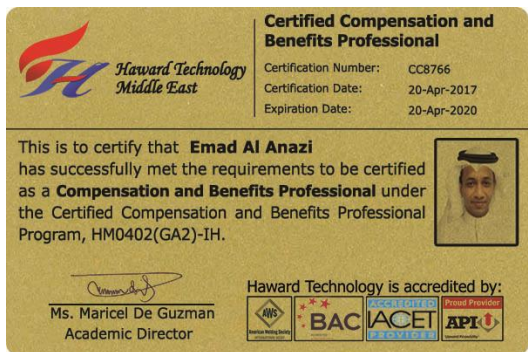 Haward Technology
Middle East
Certified Compensation and
Benefits Professional
Certification Number: CC8766
Certification Date: 20-Apr-2017
Expiration Date: 20-Apr-2020
This is to certify that Emad Al Anazi
has successfully met the requirements to be certified
as a Compensation and Benefits Professional under
the Certified Compensation and Benefits Professional
Program, HM0402(GA2)-IH.
Ms. Maricel De Guzman
Academic Director
Haward Technology is accredited by:
AWS
American Welding Society
BAC
ACCREDITED
IACET
PROVIDER
Proud Provider
API